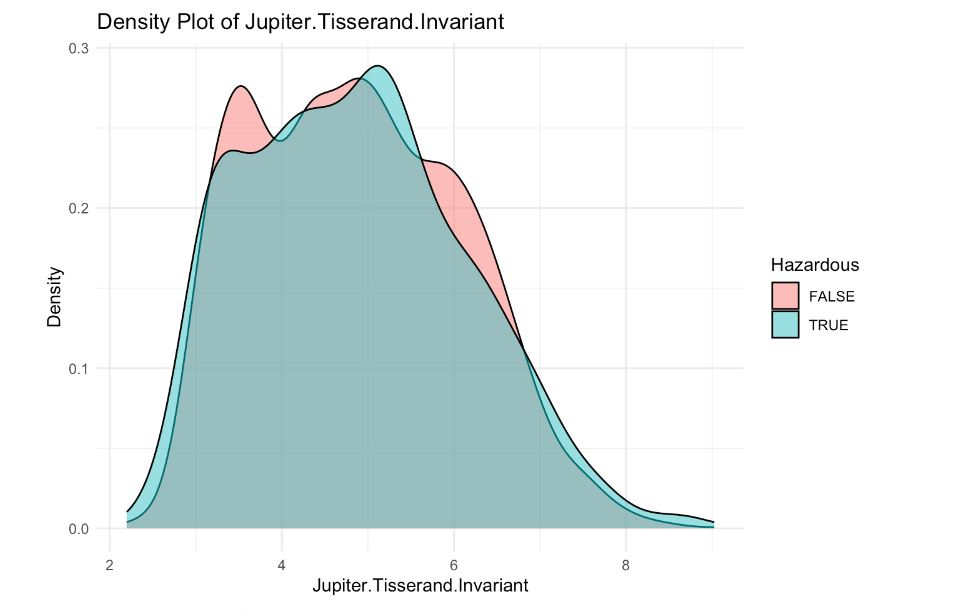 Density Plot of Jupiter.Tisserand.Invariant
0.3
0.2
0.1
0.0
Density
2 4 6 8
Jupiter.Tisserand.Invariant
Hazardous
FALSE
TRUE